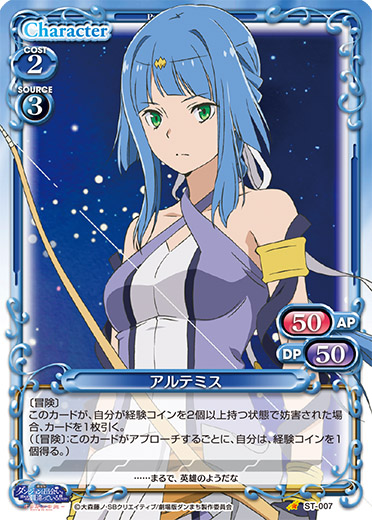 Character
COST
2
SOURCE
3
50 AP
DP 50
アルテミス
〔冒険〕
このカードが、自分が経験コインを2個以上持つ状態で妨害された場
合、カードを1枚引く。
（〔冒険〕:このカードがアプローチするごとに、自分は、経験コインを1
個得る。）
……まるで、英雄のようだな
©大森藤ノ・SBクリエイティブ/劇場版ダンまち製作委員会
ST-007